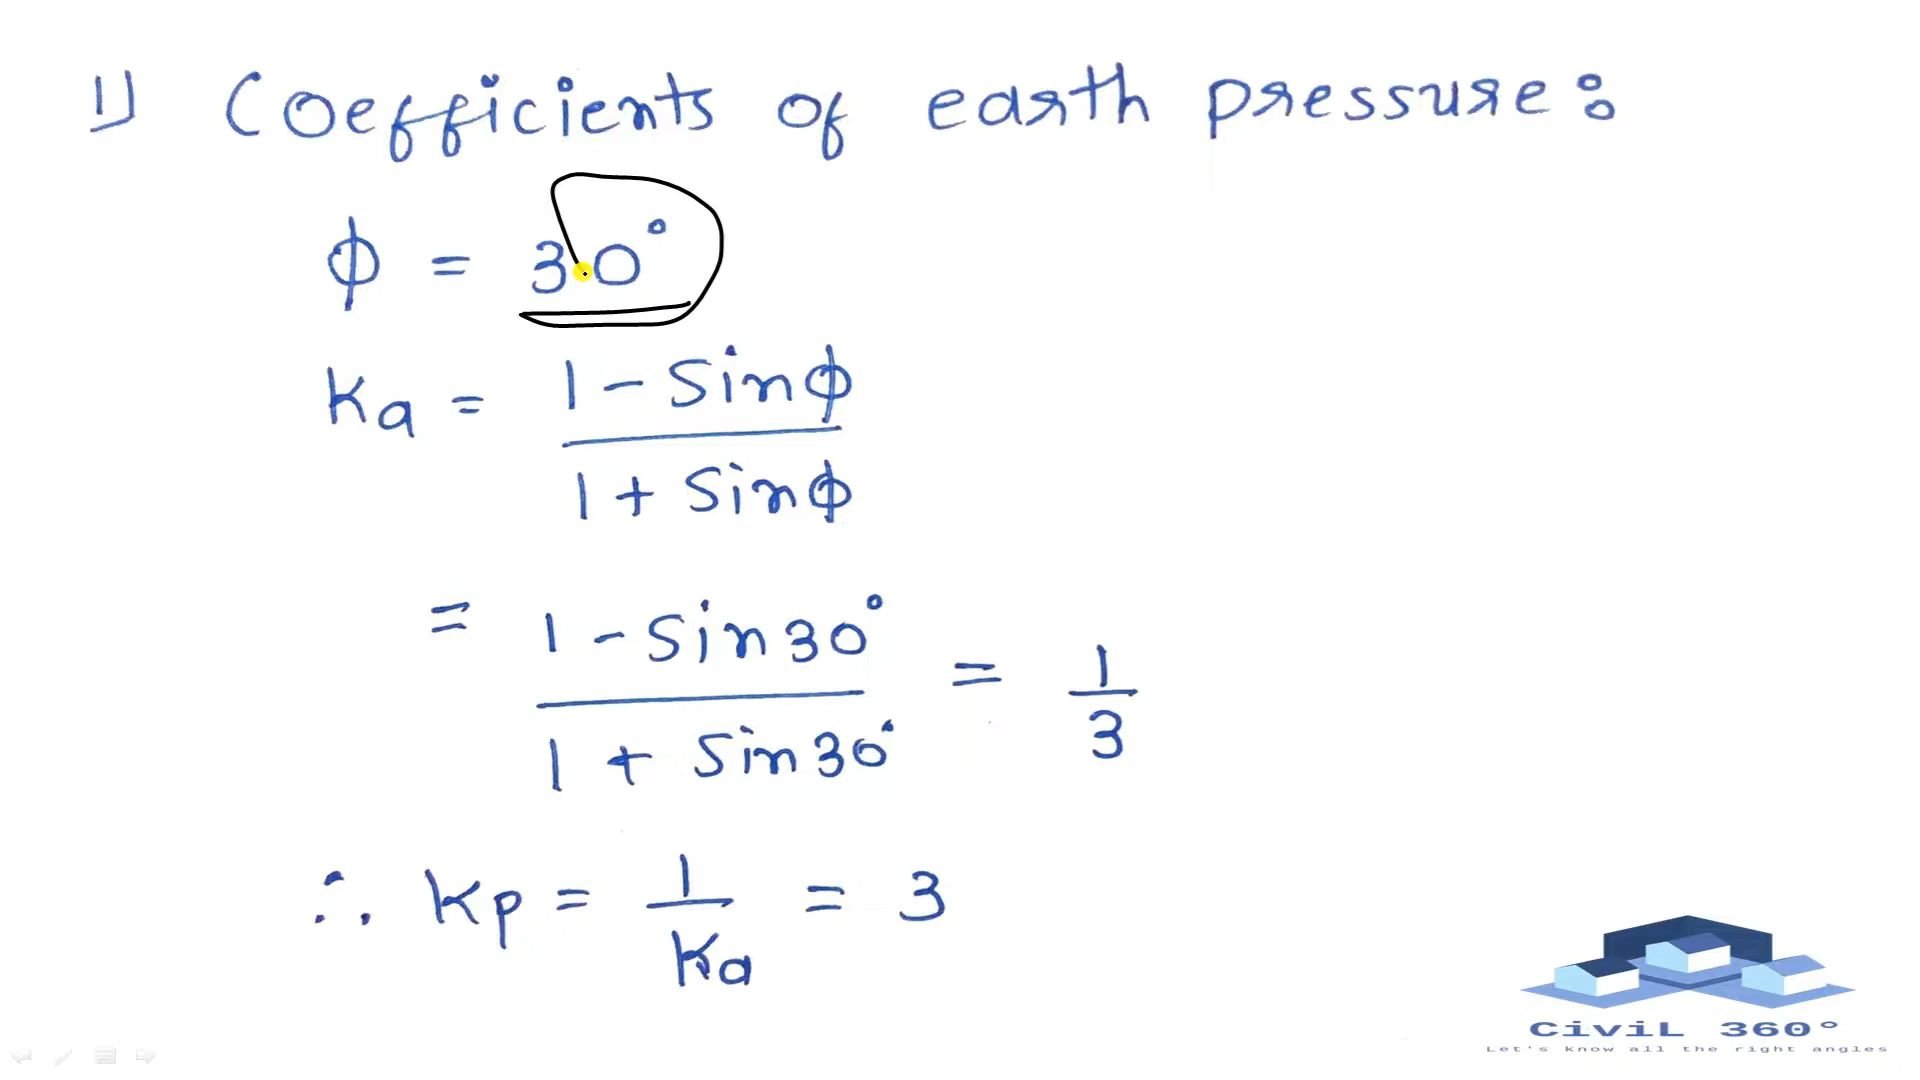 1) Coefficients of earth pressure:
ϕ = 30°
Ka = 1 - Sinϕ / 1 + Sinϕ
= 1 - Sin30° / 1 + Sin30° = 1/3
∴ Kp = 1/Ka = 3
CiviL 360°
Let's know all the right angles